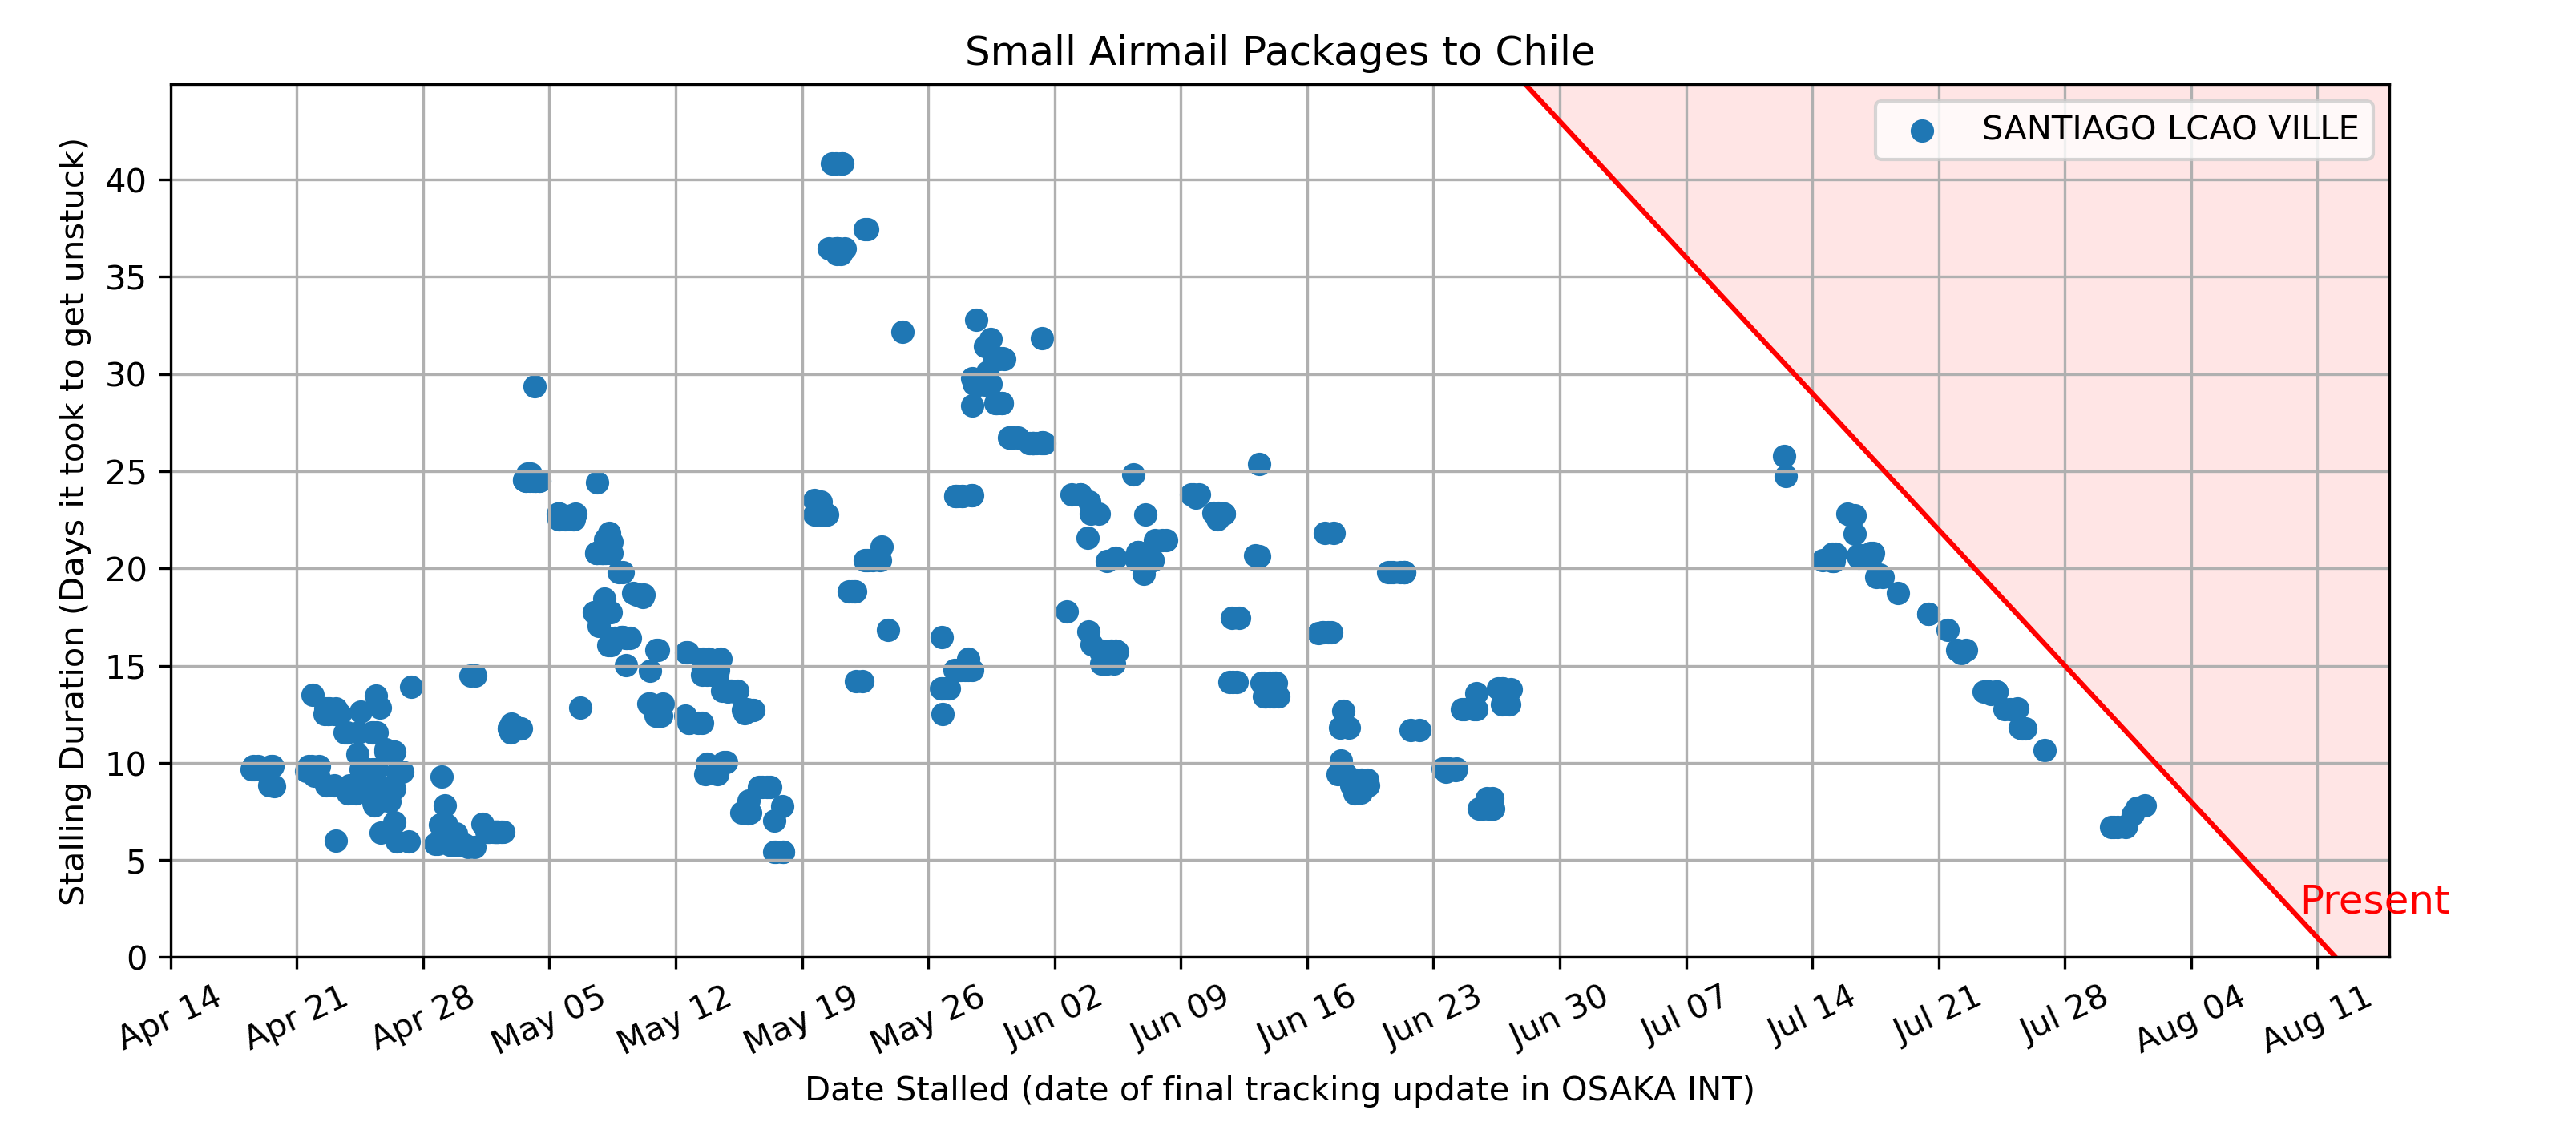 Small Airmail Packages to Chile
SANTIAGO LCAO VILLE
Stalling Duration (Days it took to get unstuck)
40
35
30
25
20
15
10
5
0
Present
Apr 14
Apr 21
Apr 28
May 05
May 12
May 19
May 26
Jun 02
Jun 09
Jun 16
Jun 23
Jun 30
Jul 07
Jul 14
Jul 21
Jul 28
Aug 04
Aug 11
Date Stalled (date of final tracking update in OSAKA INT)